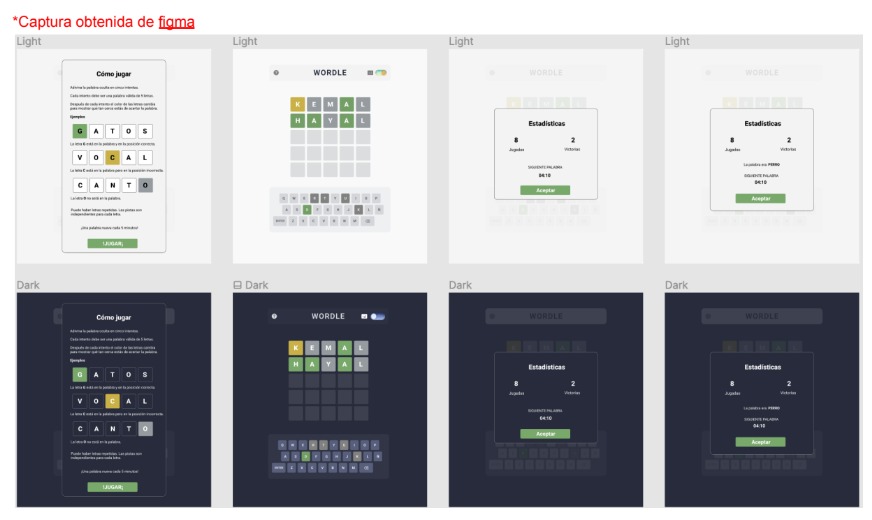 *Captura obtenida de figma
Light
Cómo jugar
Adivina la palabra oculta en cinco intentos.
Cada intento debe ser una palabra válida de 5 letras.
Después de cada intento el color de las letras cambia
para mostrar qué tan cerca estás de acertar la palabra.
Ejemplos
G A T O S
La letra G está en la palabra y en la posición correcta.
V O C A L
La letra C está en la palabra pero en la posición incorrecta.
C A N T O
La letra O no está en la palabra.
Puede haber letras repetidas. Las pistas son
independientes para cada letra.
¡Una palabra nueva cada 5 minutos!
!JUGAR¡
Light
WORDLE
K E M A L
H A Y A L
Q W E R T Y U I O P
Light
WORDLE
Estadísticas
8 2
Jugadas Victorias
SIGUIENTE PALABRA
04:10
Aceptar
Light
WORDLE
Estadísticas
8 2
Jugadas Victorias
La palabra era: PERRO
SIGUIENTE PALABRA
04:10
Aceptar
Dark
Cómo jugar
Adivina la palabra oculta en cinco intentos.
Cada intento debe ser una palabra válida de 5 letras.
Después de cada intento el color de las letras cambia
para mostrar qué tan cerca estás de acertar la palabra.
Ejemplos
G A T O S
La letra G está en la palabra y en la posición correcta.
V O C A L
La letra C está en la palabra pero en la posición incorrecta.
C A N T O
La letra O no está en la palabra.
Puede haber letras repetidas. Las pistas son
independientes para cada letra.
¡Una palabra nueva cada 5 minutos!
!JUGAR¡
Dark
WORDLE
K E M A L
H A Y A L
Q W E R T Y U I O P
Dark
WORDLE
Estadísticas
8 2
Jugadas Victorias
SIGUIENTE PALABRA
04:10
Aceptar
Dark
WORDLE
Estadísticas
8 2
Jugadas Victorias
La palabra era: PERRO
SIGUIENTE PALABRA
04:10
Aceptar